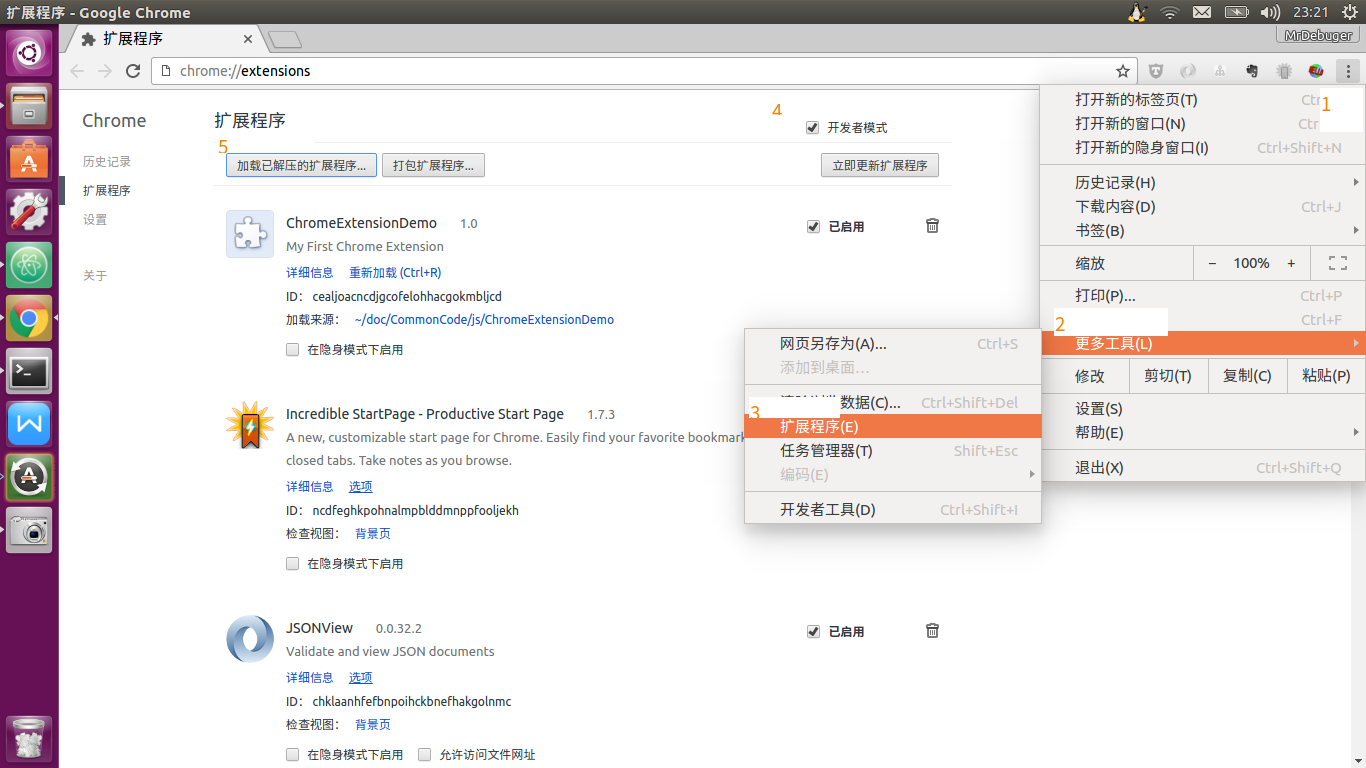 扩展程序 - Google Chrome
23:21
扩展程序
MrDebuger
chrome://extensions
Chrome
历史记录
扩展程序
设置
关于
扩展程序
4
开发者模式
5
加载已解压的扩展程序...
打包扩展程序...
立即更新扩展程序
ChromeExtensionDemo 1.0
已启用
My First Chrome Extension
详细信息 重新加载 (Ctrl+R)
ID: cealjoacncdjgcofelohhacgokmbljcd
加载来源: ~/doc/CommonCode/js/ChromeExtensionDemo
在隐身模式下启用
Incredible StartPage - Productive Start Page 1.7.3
A new, customizable start page for Chrome. Easily find your favorite bookmark
closed tabs. Take notes as you browse.
详细信息 选项
ID: ncdfeghkpohnalmpblddmnppfooljekh
检查视图: 背景页
在隐身模式下启用
JSONView 0.0.32.2
已启用
Validate and view JSON documents
详细信息 选项
ID: chklaanhfefbnpoihckbnefhakgolnmc
检查视图: 背景页
在隐身模式下启用 允许访问文件网址
打开新的标签页(T) Ctr
1
打开新的窗口(N) Ctr
打开新的隐身窗口(I) Ctrl+Shift+N
历史记录(H)
下载内容(D) Ctrl+J
书签(B)
缩放 − 100% +
打印(P)... Ctrl+P
2
Ctrl+F
更多工具(L)
修改 剪切(T) 复制(C) 粘贴(P)
设置(S)
帮助(E)
退出(X) Ctrl+Shift+Q
网页另存为(A)... Ctrl+S
添加到桌面...
3
数据(C)... Ctrl+Shift+Del
扩展程序(E)
任务管理器(T) Shift+Esc
编码(E)
开发者工具(D) Ctrl+Shift+I